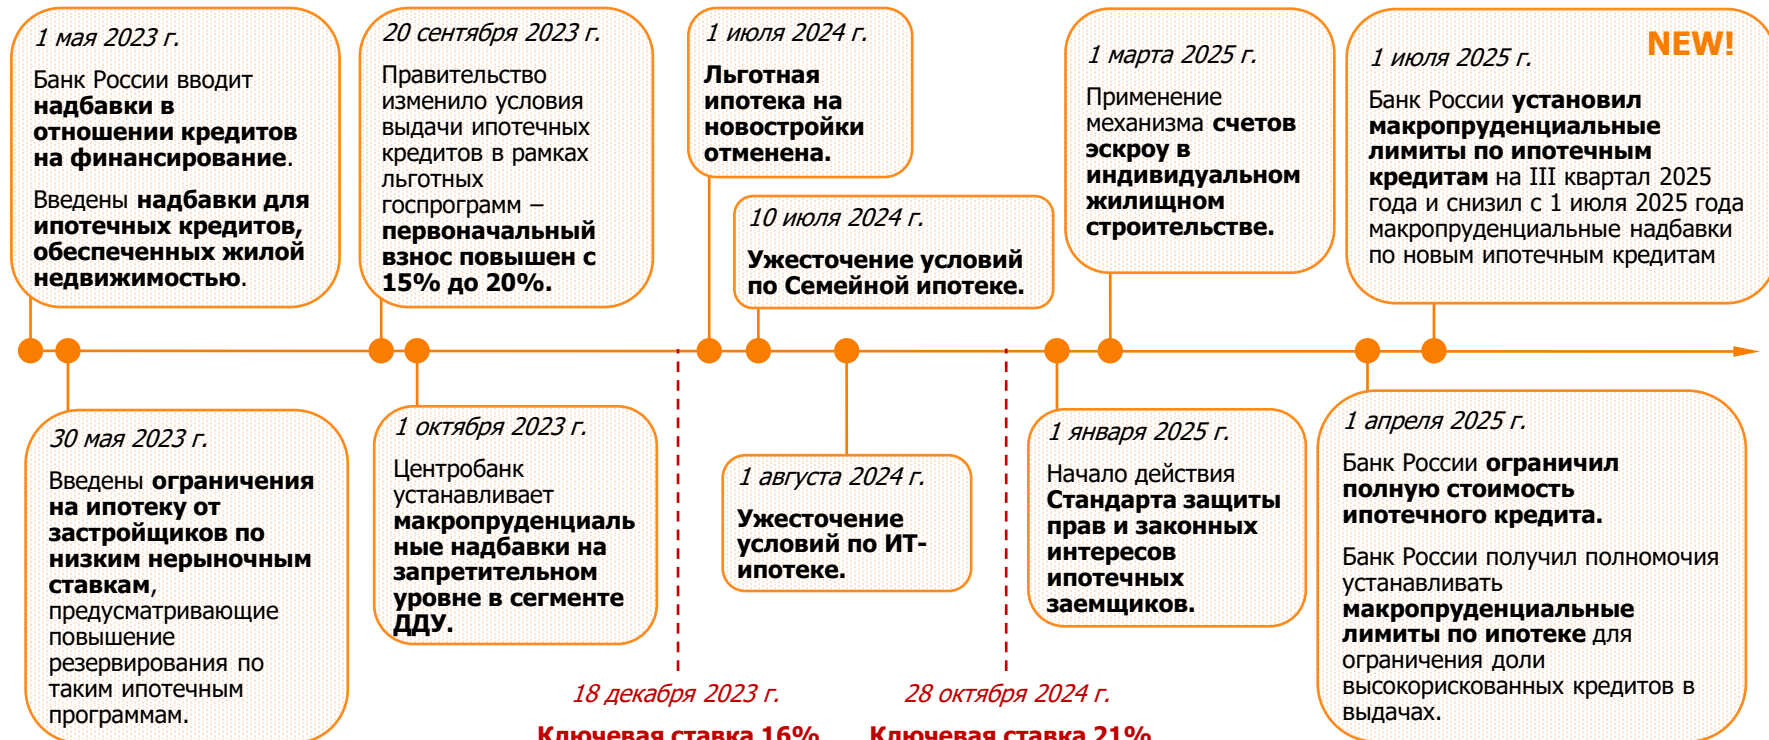 1 мая 2023 г.
Банк России вводит
надбавки в
отношении кредитов
на финансирование.
Введены надбавки для
ипотечных кредитов,
обеспеченных жилой
недвижимостью.
20 сентября 2023 г.
Правительство
изменило условия
выдачи ипотечных
кредитов в рамках
льготных
госпрограмм –
первоначальный
взнос повышен с
15% до 20%.
1 июля 2024 г.
Льготная
ипотека на
новостройки
отменена.
10 июля 2024 г.
Ужесточение условий
по Семейной ипотеке.
1 марта 2025 г.
Применение
механизма счетов
эскроу в
индивидуальном
жилищном
строительстве.
NEW!
1 июля 2025 г.
Банк России установил
макропруденциальные
лимиты по ипотечным
кредитам на III квартал 2025
года и снизил с 1 июля 2025 года
макропруденциальные надбавки
по новым ипотечным кредитам
30 мая 2023 г.
Введены ограничения
на ипотеку от
застройщиков по
низким нерыночным
ставкам,
предусматривающие
повышение
резервирования по
таким ипотечным
программам.
1 октября 2023 г.
Центробанк
устанавливает
макропруденциаль
ные надбавки на
запретительном
уровне в сегменте
ДДУ.
18 декабря 2023 г.
Ключевая ставка 16%
1 августа 2024 г.
Ужесточение
условий по ИТ-
ипотеке.
28 октября 2024 г.
Ключевая ставка 21%
1 января 2025 г.
Начало действия
Стандарта защиты
прав и законных
интересов
ипотечных
заемщиков.
1 апреля 2025 г.
Банк России ограничил
полную стоимость
ипотечного кредита.
Банк России получил полномочия
устанавливать
макропруденциальные
лимиты по ипотеке для
ограничения доли
высокорискованных кредитов в
выдачах.